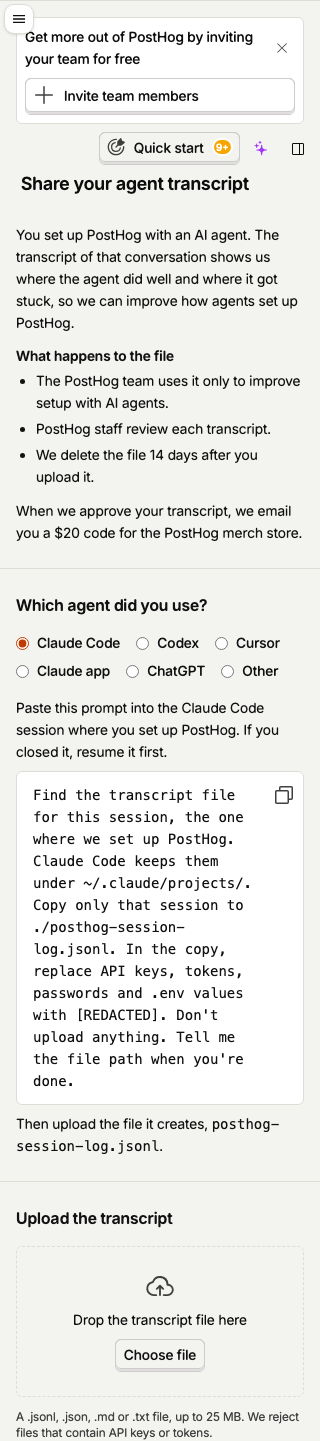 Get more out of PostHog by inviting
your team for free
Invite team members
Quick start 9+
Share your agent transcript
You set up PostHog with an AI agent. The
transcript of that conversation shows us
where the agent did well and where it got
stuck, so we can improve how agents set up
PostHog.
What happens to the file
• The PostHog team uses it only to improve
setup with AI agents.
• PostHog staff review each transcript.
• We delete the file 14 days after you
upload it.
When we approve your transcript, we email
you a $20 code for the PostHog merch store.
Which agent did you use?
Claude Code Codex Cursor
Claude app ChatGPT Other
Paste this prompt into the Claude Code
session where you set up PostHog. If you
closed it, resume it first.
Find the transcript file
for this session, the one
where we set up PostHog.
Claude Code keeps them
under ~/.claude/projects/.
Copy only that session to
./posthog-session-
log.jsonl. In the copy,
replace API keys, tokens,
passwords and .env values
with [REDACTED]. Don't
upload anything. Tell me
the file path when you're
done.
Then upload the file it creates, posthog-
session-log.jsonl.
Upload the transcript
Drop the transcript file here
Choose file
A .jsonl, .json, .md or .txt file, up to 25 MB. We reject
files that contain API keys or tokens.